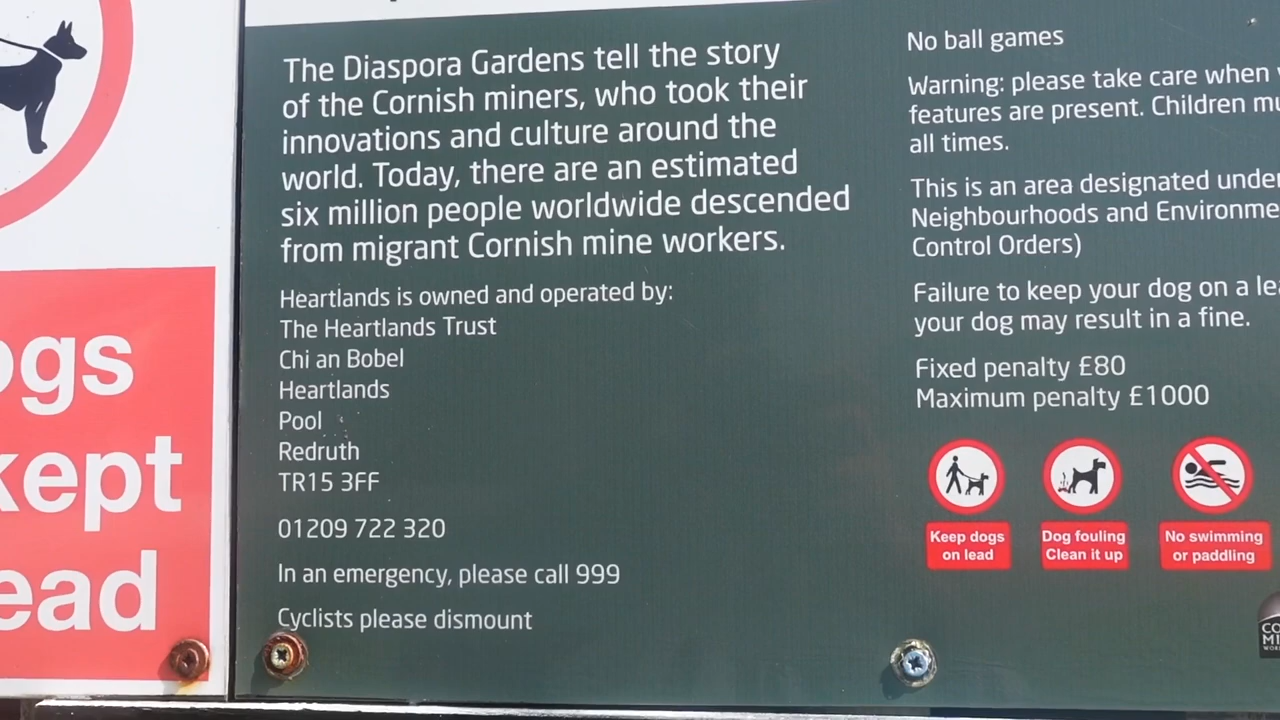 The Diaspora Gardens tell the story
of the Cornish miners, who took their
innovations and culture around the
world. Today, there are an estimated
six million people worldwide descended
from migrant Cornish mine workers.
Heartlands is owned and operated by:
The Heartlands Trust
Chi an Bobel
Heartlands
Pool
Redruth
TR15 3FF
01209 722 320
In an emergency, please call 999
Cyclists please dismount
No ball games
Warning: please take care when
features are present. Children
all times.
This is an area designated under
Neighbourhoods and
Control Orders)
Failure to keep your dog on a
your dog may result in a fine.
Fixed penalty £80
Maximum penalty £1000
Keep dogs
on lead
Dog fouling
Clean it up
No swimming
or paddling
ogs
kept
ead